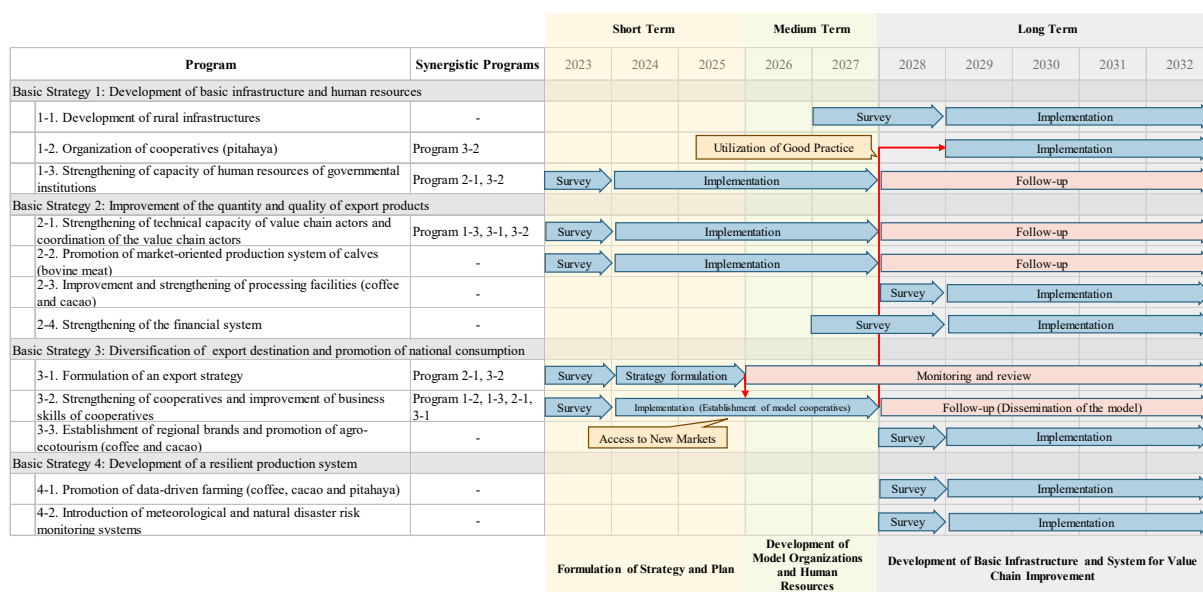 Short Term Medium Term Long Term
Program Synergistic Programs 2023 2024 2025 2026 2027 2028 2029 2030 2031 2032
Basic Strategy 1: Development of basic infrastructure and human resources
1-1. Development of rural infrastructures - Survey Implementation
1-2. Organization of cooperatives (pitahaya) Program 3-2 Utilization of Good Practice Implementation
1-3. Strengthening of capacity of human resources of governmental
institutions Program 2-1, 3-2 Survey Implementation Follow-up
Basic Strategy 2: Improvement of the quantity and quality of export products
2-1. Strengthening of technical capacity of value chain actors and
coordination of the value chain actors Program 1-3, 3-1, 3-2 Survey Implementation Follow-up
2-2. Promotion of market-oriented production system of calves
(bovine meat) - Survey Implementation Follow-up
2-3. Improvement and strengthening of processing facilities (coffee
and cacao) - Survey Implementation
2-4. Strengthening of the financial system - Survey Implementation
Basic Strategy 3: Diversification of export destination and promotion of national consumption
3-1. Formulation of an export strategy Program 2-1, 3-2 Survey Strategy formulation Monitoring and review
3-2. Strengthening of cooperatives and improvement of business
skills of cooperatives Program 1-2, 1-3, 2-1,
3-1 Survey Implementation (Establishment of model cooperatives) Follow-up (Dissemination of the model)
3-3. Establishment of regional brands and promotion of agro-
ecotourism (coffee and cacao) - Access to New Markets Survey Implementation
Basic Strategy 4: Development of a resilient production system
4-1. Promotion of data-driven farming (coffee, cacao and pitahaya) - Survey Implementation
4-2. Introduction of meteorological and natural disaster risk
monitoring systems - Survey Implementation
Formulation of Strategy and Plan
Development of
Model Organizations
and Human
Resources
Development of Basic Infrastructure and System for Value
Chain Improvement